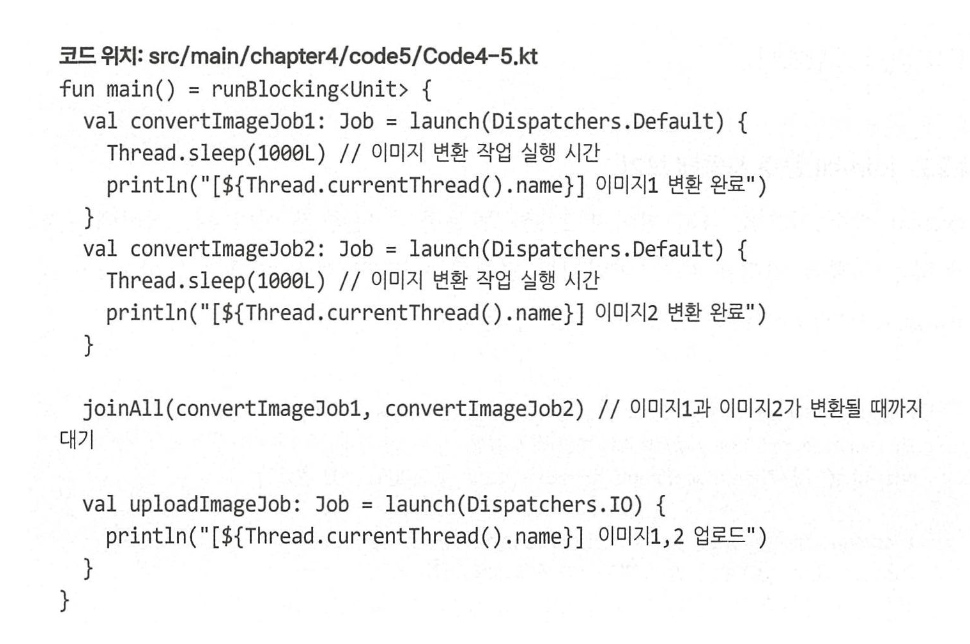 코드 위치: src/main/chapter4/code5/Code4-5.kt
fun main() = runBlocking<Unit> {
  val convertImageJob1: Job = launch(Dispatchers.Default) {
    Thread.sleep(1000L) // 이미지 변환 작업 실행 시간
    println("[${Thread.currentThread().name}] 이미지1 변환 완료")
  }
  val convertImageJob2: Job = launch(Dispatchers.Default) {
    Thread.sleep(1000L) // 이미지 변환 작업 실행 시간
    println("[${Thread.currentThread().name}] 이미지2 변환 완료")
  }
  joinAll(convertImageJob1, convertImageJob2) // 이미지1과 이미지2가 변환될 때까지
대기
  val uploadImageJob: Job = launch(Dispatchers.IO) {
    println("[${Thread.currentThread().name}] 이미지1,2 업로드")
  }
}